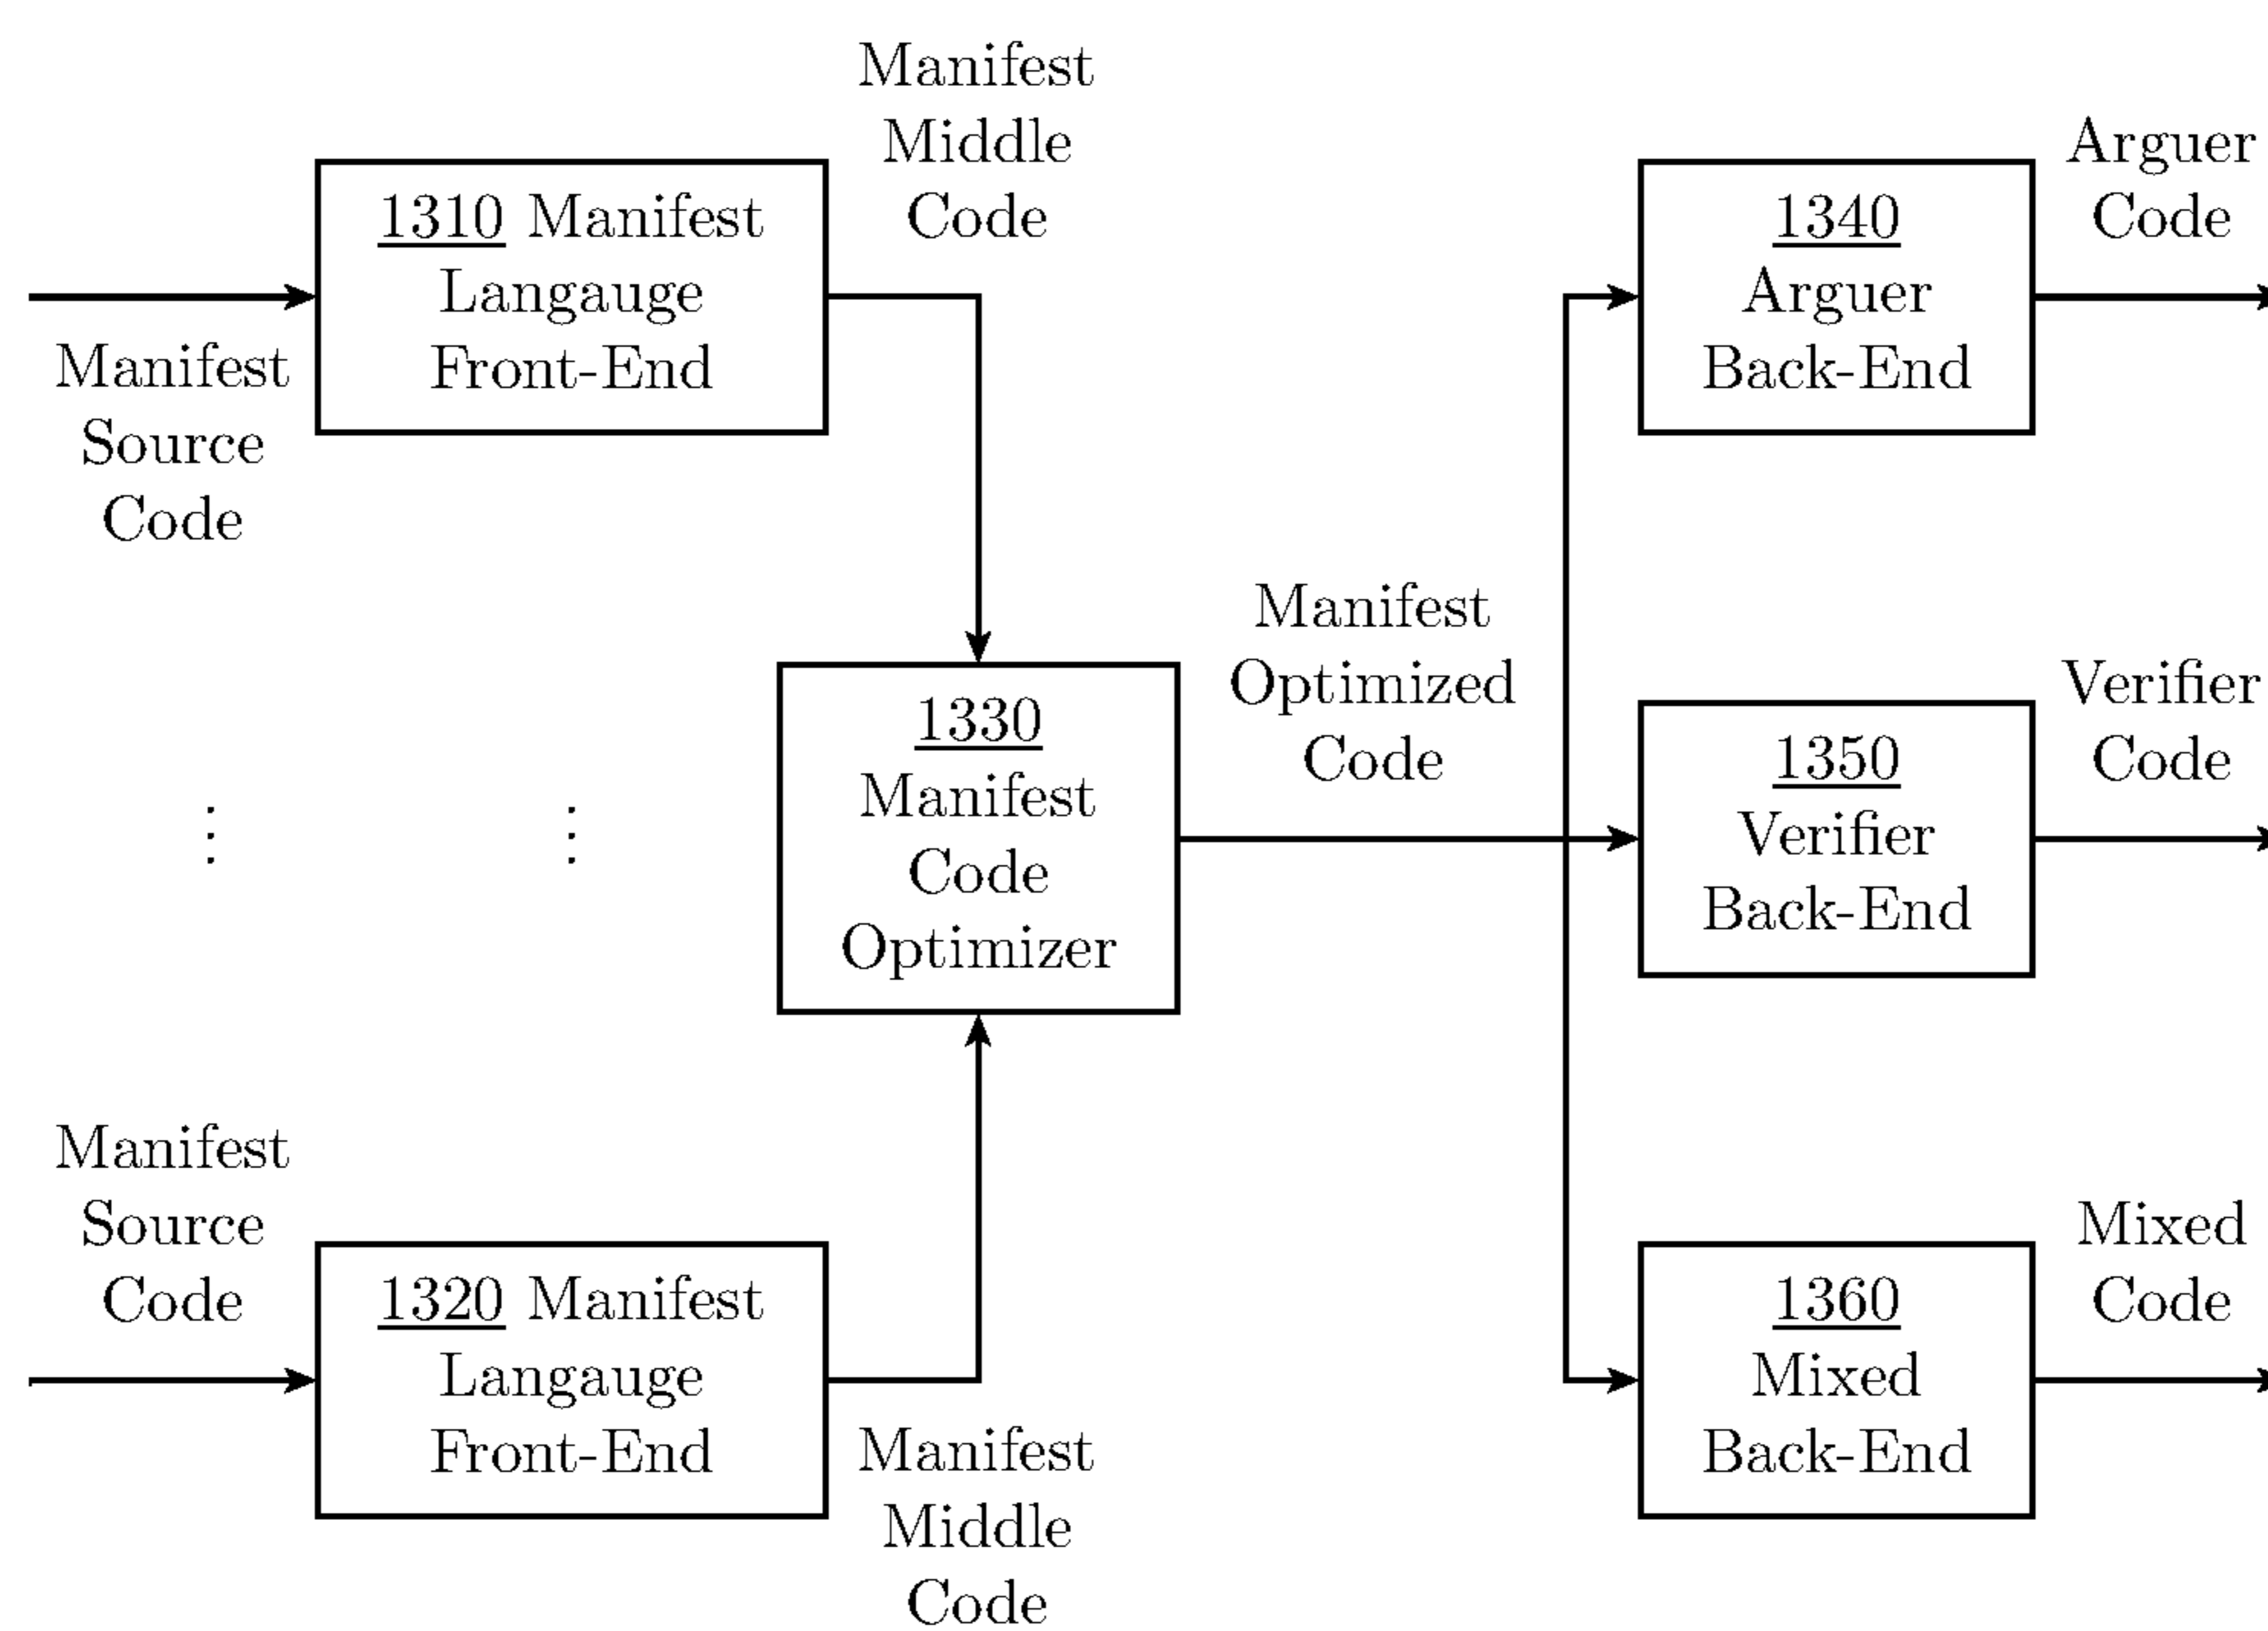 Manifest
Middle
Code
1310 Manifest
Langauge
Front-End
Manifest
Source
Code
1340
Arguer
Back-End
Arguer
Code
1330
Manifest
Code
Optimizer
Manifest
Optimized
Code
1350
Verifier
Back-End
Verifier
Code
Manifest
Source
Code
1320 Manifest
Langauge
Front-End
Manifest
Middle
Code
1360
Mixed
Back-End
Mixed
Code